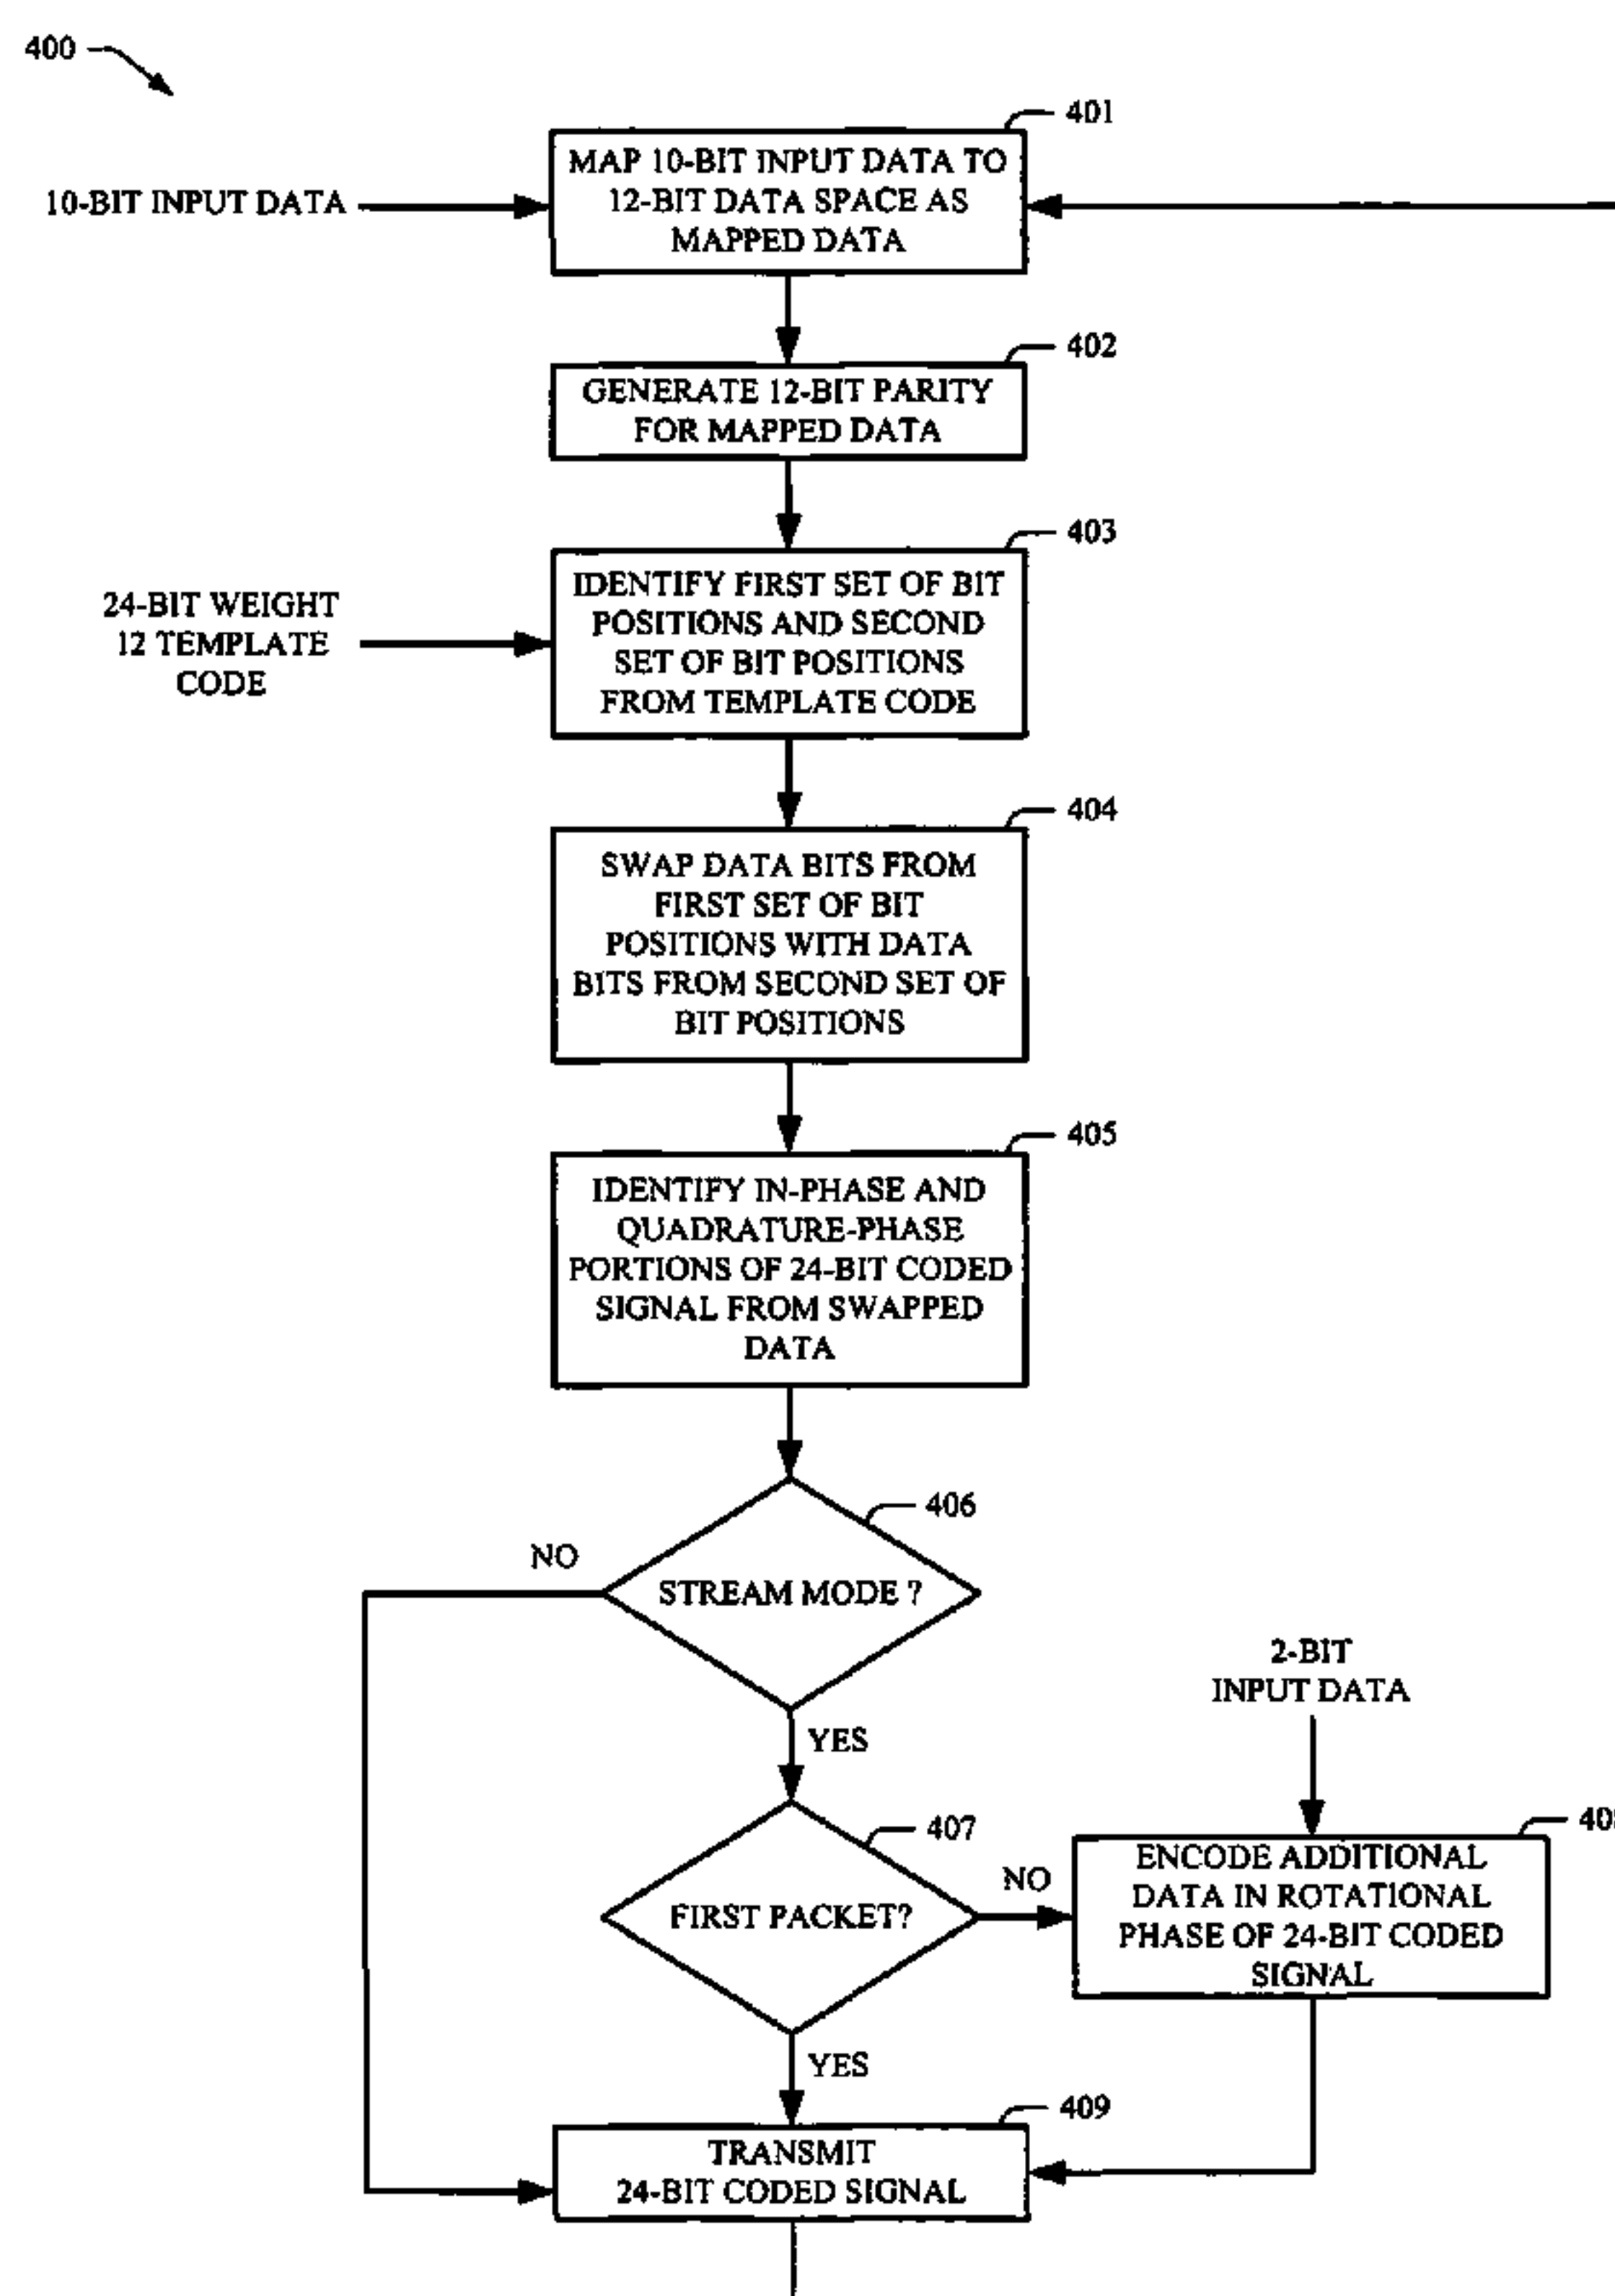 400
401
MAP 10-BIT INPUT DATA TO
12-BIT DATA SPACE AS
MAPPED DATA
10-BIT INPUT DATA
402
GENERATE 12-BIT PARITY
FOR MAPPED DATA
403
IDENTIFY FIRST SET OF BIT
POSITIONS AND SECOND
SET OF BIT POSITIONS
FROM TEMPLATE CODE
24-BIT WEIGHT
12 TEMPLATE
CODE
404
SWAP DATA BITS FROM
FIRST SET OF BIT
POSITIONS WITH DATA
BITS FROM SECOND SET OF
BIT POSITIONS
405
IDENTIFY IN-PHASE AND
QUADRATURE-PHASE
PORTIONS OF 24-BIT CODED
SIGNAL FROM SWAPPED
DATA
406
NO
STREAM MODE ?
YES
2-BIT
INPUT DATA
407
FIRST PACKET?
NO
ENCODE ADDITIONAL
DATA IN ROTATIONAL
PHASE OF 24-BIT CODED
SIGNAL
YES
409
TRANSMIT
24-BIT CODED SIGNAL